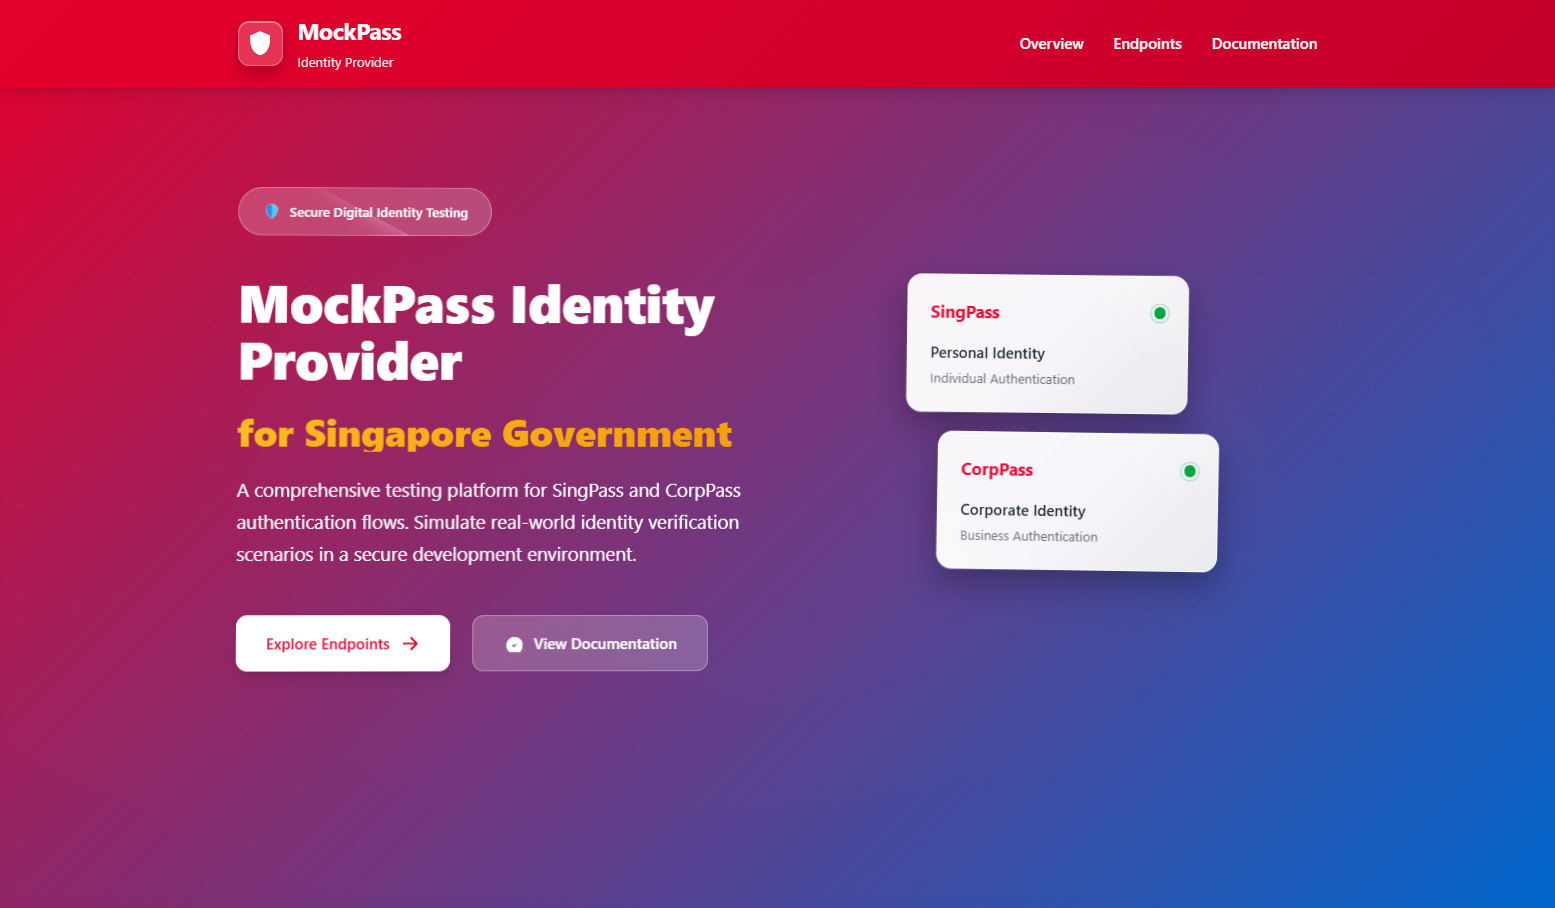 MockPass
Identity Provider
Overview
Endpoints
Documentation
Secure Digital Identity Testing
MockPass Identity
Provider
for Singapore Government
A comprehensive testing platform for SingPass and CorpPass
authentication flows. Simulate real-world identity verification
scenarios in a secure development environment.
Explore Endpoints
View Documentation
SingPass
Personal Identity
Individual Authentication
CorpPass
Corporate Identity
Business Authentication